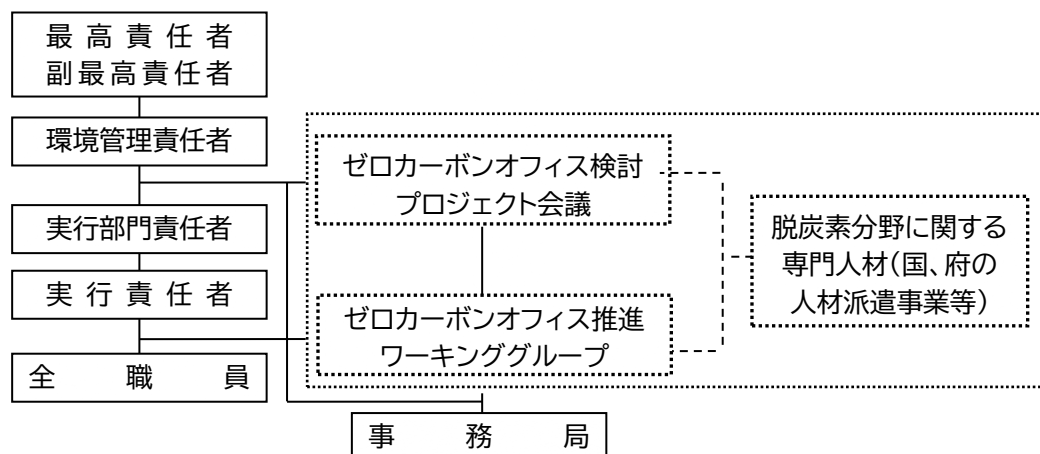 最高責任者
副最高責任者
環境管理責任者
実行部門責任者
実行責任者
全職員
ゼロカーボンオフィス検討
プロジェクト会議
ゼロカーボンオフィス推進
ワーキンググループ
脱炭素分野に関する
専門人材(国、府の
人材派遣事業等)
事務局